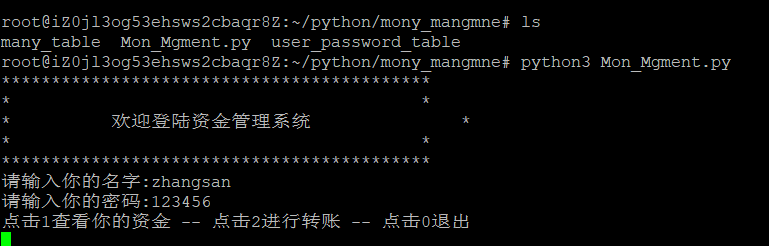 root@iZ0jl3og53ehsws2cbaqr8Z:~/python/mony_mangmne# ls
many_table  Mon_Mgment.py  user_password_table
root@iZ0jl3og53ehsws2cbaqr8Z:~/python/mony_mangmne# python3 Mon_Mgment.py
*******************************************
*                                         *
*          欢迎登陆资金管理系统               *
*                                         *
*******************************************
请输入你的名字:zhangsan
请输入你的密码:123456
点击1查看你的资金 -- 点击2进行转账 -- 点击0退出